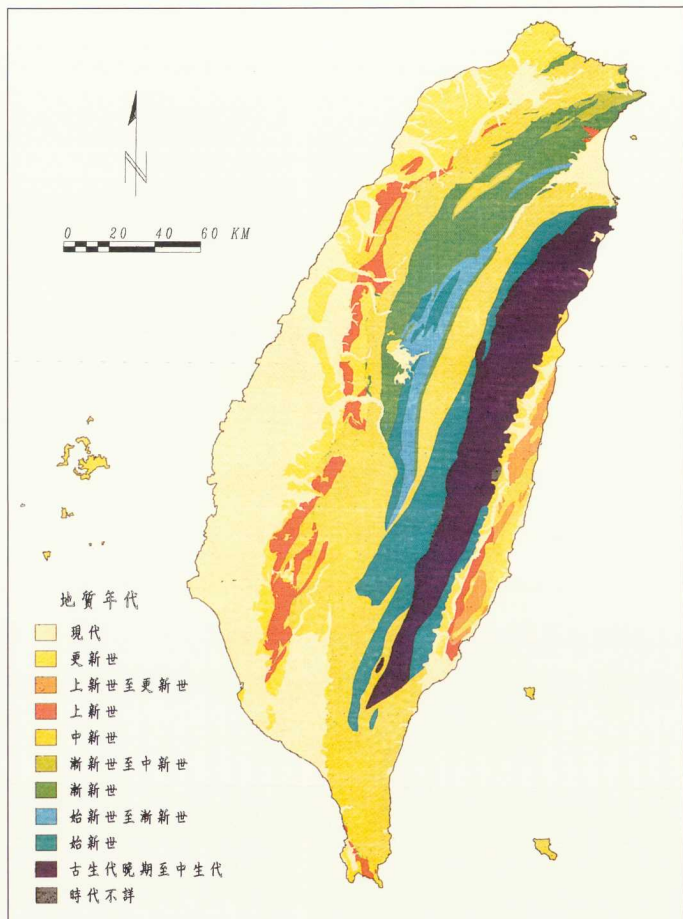 N
0 20 40 60 KM
地質年代
現代
更新世
上新世至更新世
上新世
中新世
漸新世至中新世
漸新世
始新世至漸新世
始新世
古生代晚期至中生代
時代不詳